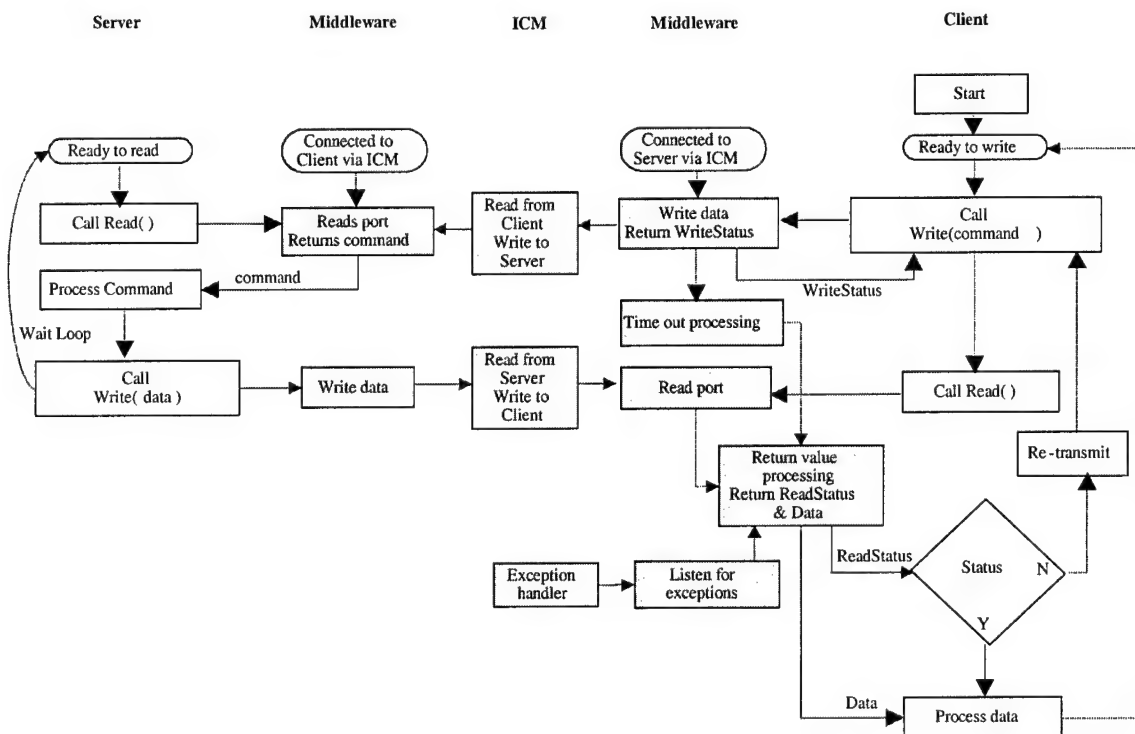 Server
Middleware
ICM
Middleware
Client
Start
Ready to read
Connected to
Client via ICM
Connected to
Server via ICM
Ready to write
Call Read( )
Reads port
Returns command
Read from
Client
Write to
Server
Write data
Return WriteStatus
Call
Write(command )
command
Process Command
WriteStatus
Wait Loop
Time out processing
Call
Write( data )
Write data
Read from
Server
Write to
Client
Read port
Call Read( )
Return value
processing
Return ReadStatus
& Data
Re-transmit
ReadStatus
Status
N
Y
Exception
handler
Listen for
exceptions
Data
Process data